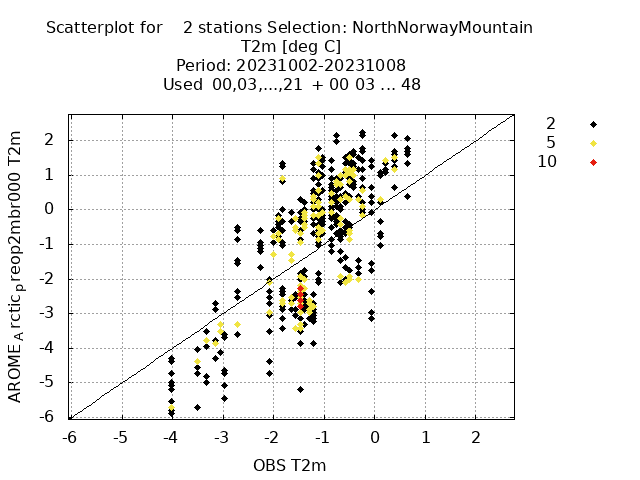 Scatterplot for 2 stations Selection: NorthNorwayMountain
T2m [deg C]
Period: 20231002-20231008
Used 00,03,...,21 + 00 03 ... 48
2
5
10
AROME_Arctic_preop2mbr000 T2m
2
1
0
-1
-2
-3
-4
-5
-6
-6 -5 -4 -3 -2 -1 0 1 2
OBS T2m